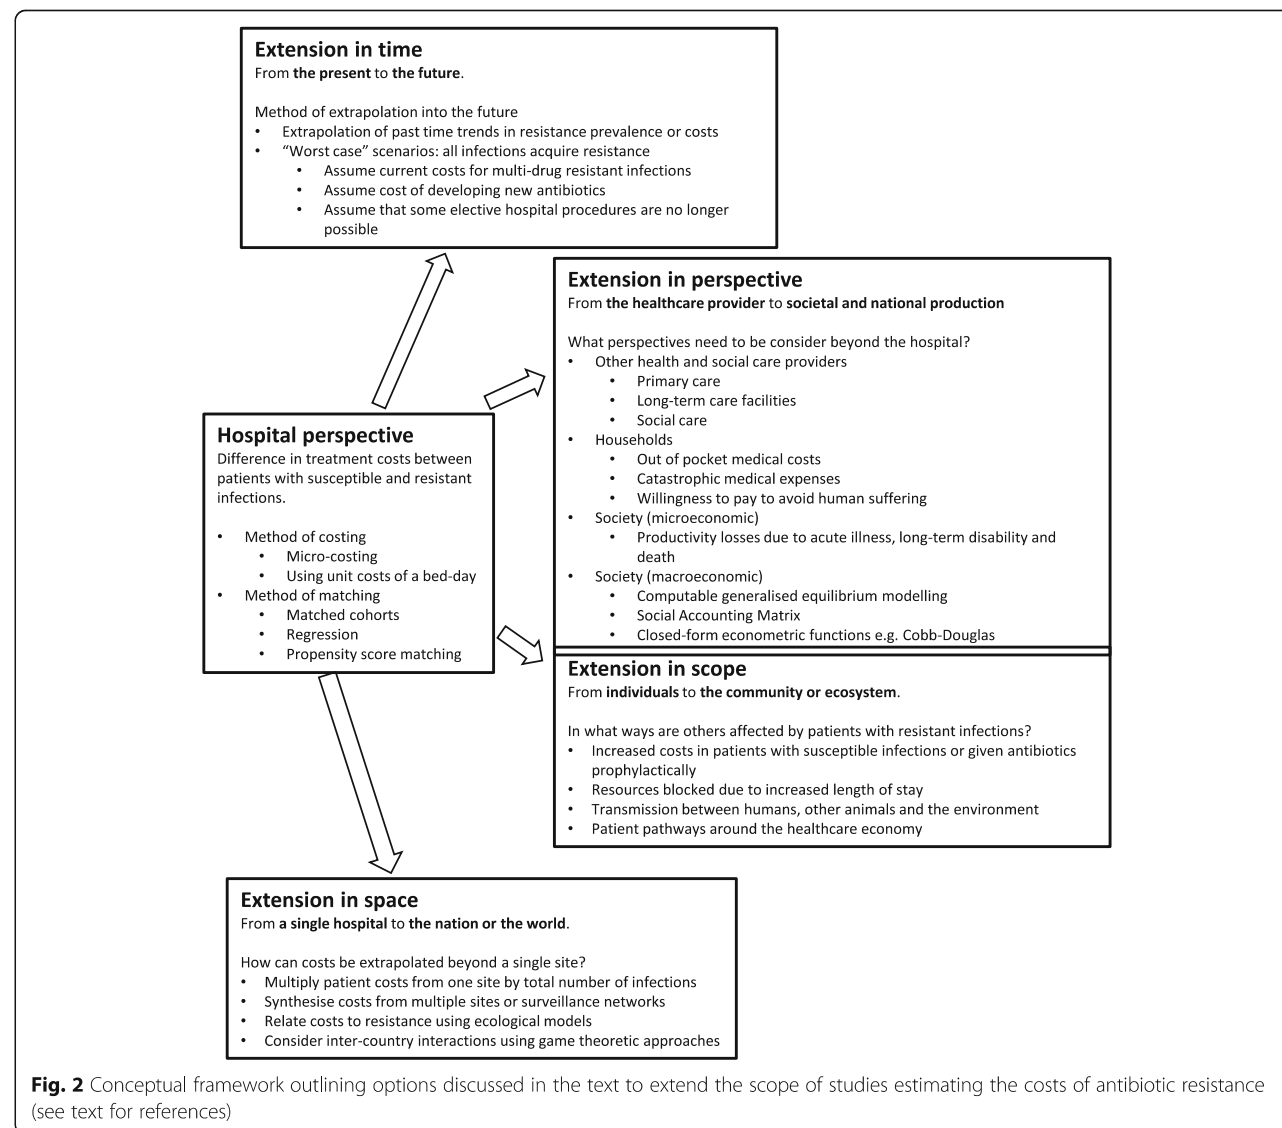 Extension in time
From the present to the future.
Method of extrapolation into the future
• Extrapolation of past time trends in resistance prevalence or costs
• “Worst case” scenarios: all infections acquire resistance
• Assume current costs for multi-drug resistant infections
• Assume cost of developing new antibiotics
• Assume that some elective hospital procedures are no longer
possible
Extension in perspective
From the healthcare provider to societal and national production
What perspectives need to be consider beyond the hospital?
• Other health and social care providers
• Primary care
• Long-term care facilities
• Social care
• Households
• Out of pocket medical costs
• Catastrophic medical expenses
• Willingness to pay to avoid human suffering
• Society (microeconomic)
• Productivity losses due to acute illness, long-term disability and
death
• Society (macroeconomic)
• Computable generalised equilibrium modelling
• Social Accounting Matrix
• Closed-form econometric functions e.g. Cobb-Douglas
Hospital perspective
Difference in treatment costs between
patients with susceptible and resistant
infections.
• Method of costing
• Micro-costing
• Using unit costs of a bed-day
• Method of matching
• Matched cohorts
• Regression
• Propensity score matching
Extension in scope
From individuals to the community or ecosystem.
In what ways are others affected by patients with resistant infections?
• Increased costs in patients with susceptible infections or given antibiotics
prophylactically
• Resources blocked due to increased length of stay
• Transmission between humans, other animals and the environment
• Patient pathways around the healthcare economy
Extension in space
From a single hospital to the nation or the world.
How can costs be extrapolated beyond a single site?
• Multiply patient costs from one site by total number of infections
• Synthesise costs from multiple sites or surveillance networks
• Relate costs to resistance using ecological models
• Consider inter-country interactions using game theoretic approaches
Fig. 2 Conceptual framework outlining options discussed in the text to extend the scope of studies estimating the costs of antibiotic resistance
(see text for references)